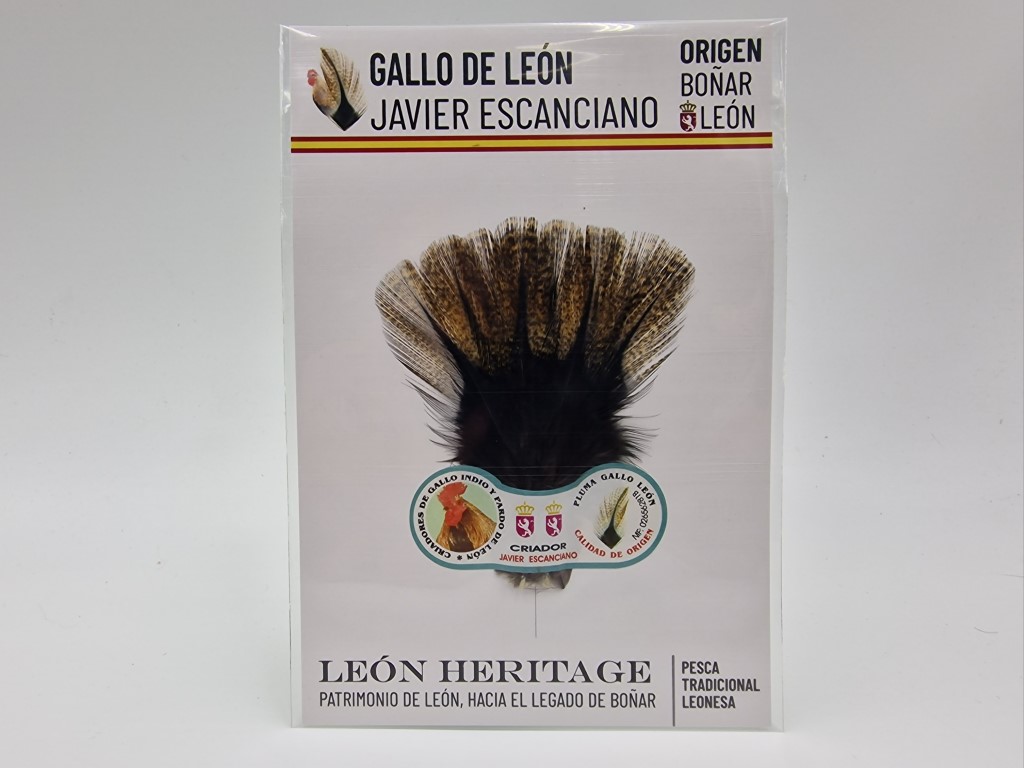 GALLO DE LEÓN
JAVIER ESCANCIANO
ORIGEN
BOÑAR
LEÓN
CRIADORES DE GALLO INDIO Y PARDO DE LEÓN *
CRIADOR
JAVIER ESCANCIANO
PLUMA GALLO LEÓN
CALIDAD DE ORIGEN
LEÓN HERITAGE
PATRIMONIO DE LEÓN, HACIA EL LEGADO DE BOÑAR
PESCA
TRADICIONAL
LEONESA